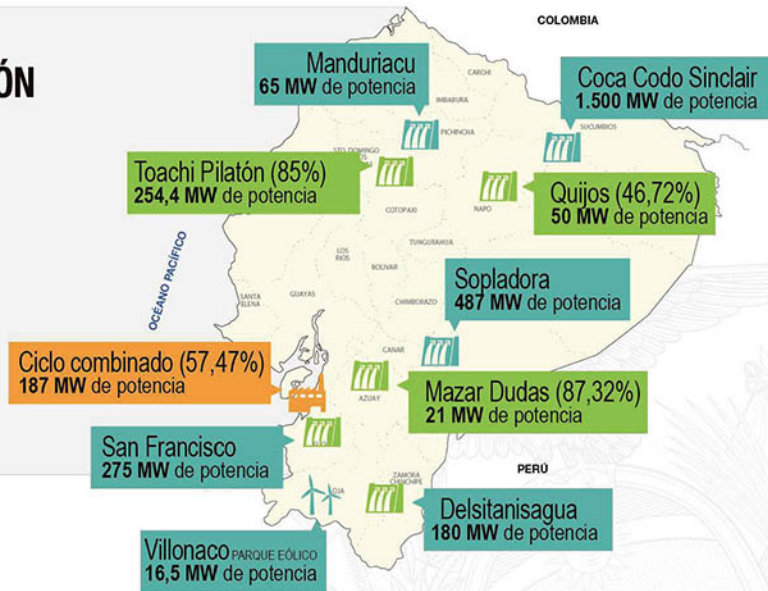 ÓN
COLOMBIA
Manduriacu
65 MW de potencia
CARCHI
Coca Codo Sinclair
1.500 MW de potencia
IMBABURA
PICHINCHA
SUCUMBIOS
STO. DOMINGO
Toachi Pilatón (85%)
254,4 MW de potencia
Quijos (46,72%)
50 MW de potencia
COTOPAXI
NAPO
TUNGURAHUA
LOS
RIOS
BOLIVAR
OCÉANO PACÍFICO
Sopladora
487 MW de potencia
SANTA
ELENA
GUAYAS
CHIMBORAZO
CAÑAR
Ciclo combinado (57,47%)
187 MW de potencia
AZUAY
Mazar Dudas (87,32%)
21 MW de potencia
San Francisco
275 MW de potencia
PERÚ
ZAMORA
CHINCHIPE
OJA
Delsitanisagua
180 MW de potencia
Villonaco PARQUE EÓLICO
16,5 MW de potencia